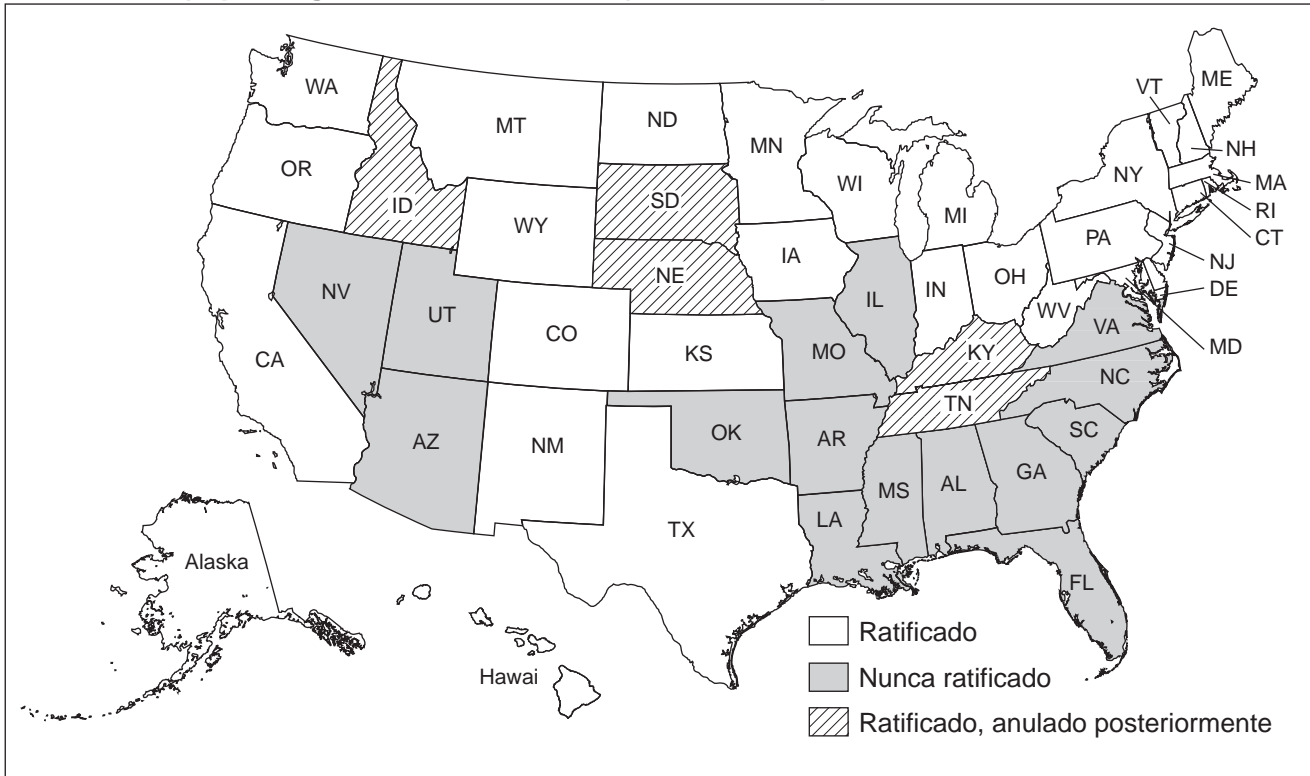 WA
MT
ND
MN
VT
ME
OR
ID
SD
WI
NY
NH
MA
RI
CT
WY
MI
PA
NJ
DE
MD
NE
IA
NV
UT
CO
IL
IN
OH
WV
VA
CA
KS
MO
KY
NC
TN
AZ
NM
OK
AR
SC
MS
AL
GA
TX
LA
FL
Alaska
Hawai
Ratificado
Nunca ratificado
Ratificado, anulado posteriormente